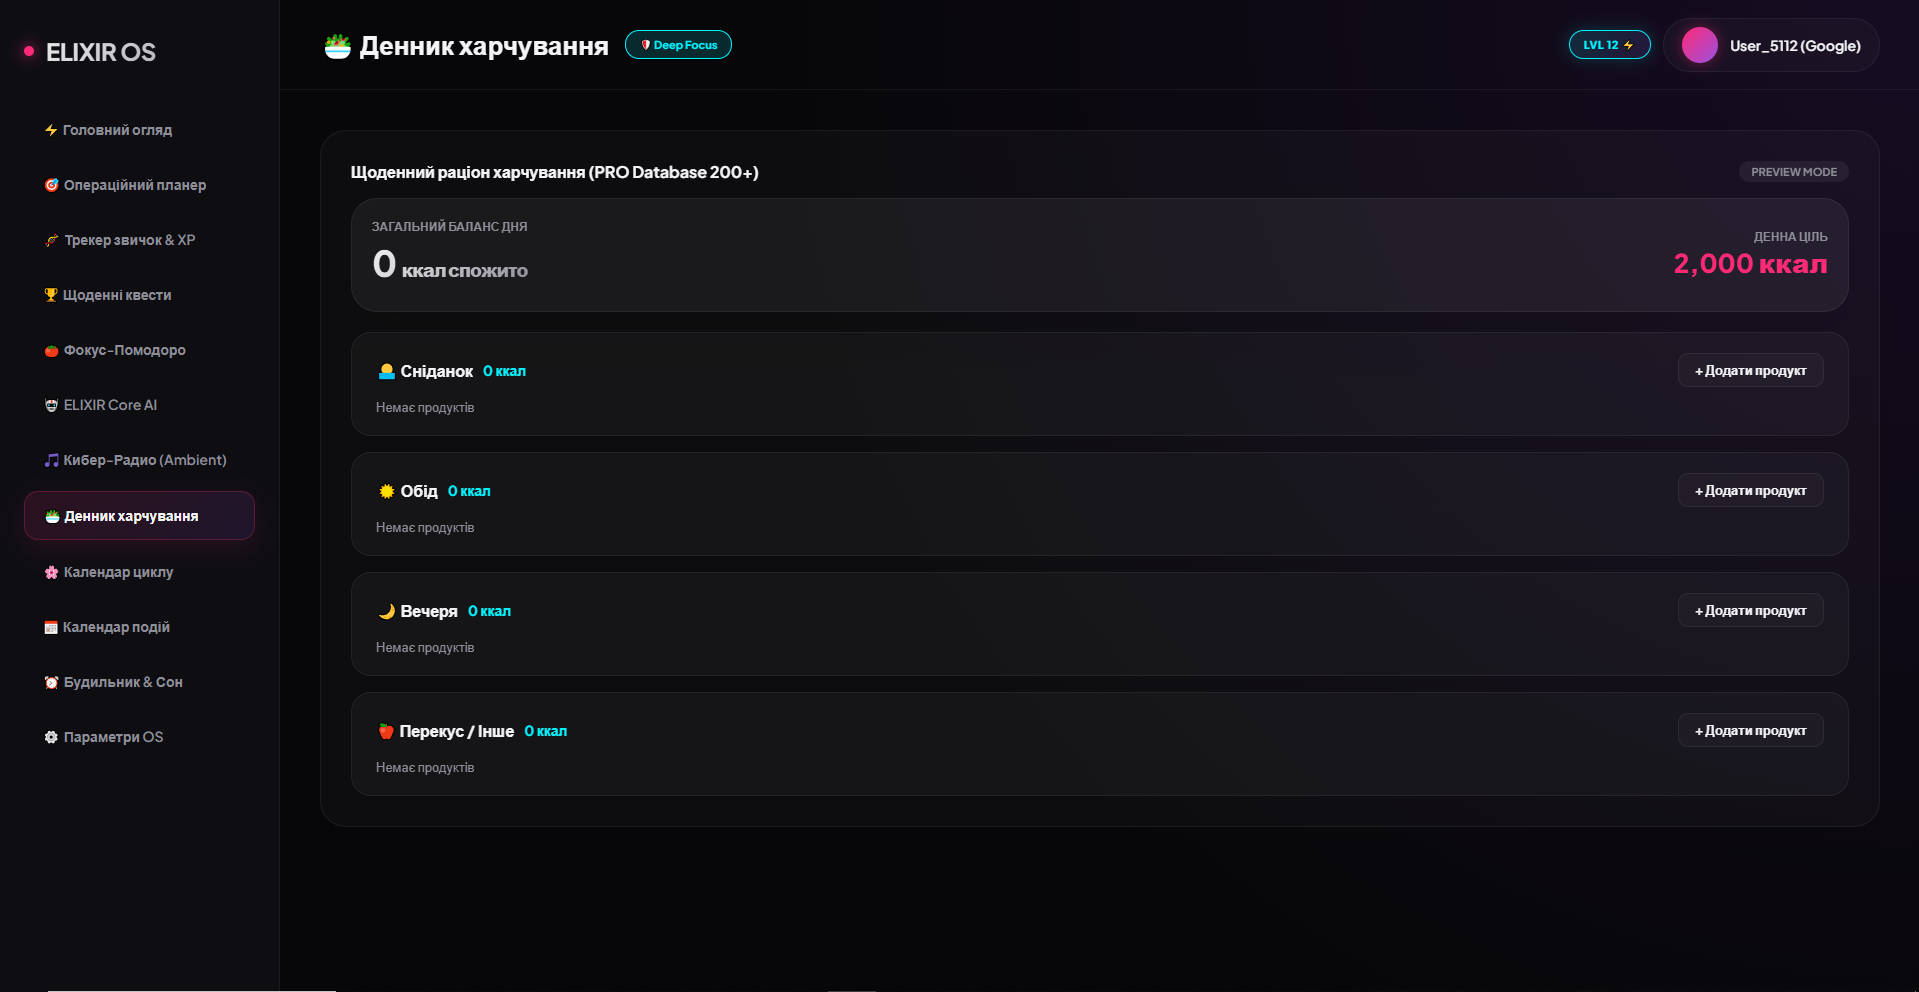 ELIXIR OS
Головний огляд
Операційний планер
Трекер звичок & XP
Щоденні квести
Фокус-Помодоро
ELIXIR Core AI
Кибер-Радио (Ambient)
Денник харчування
Календар циклу
Календар подій
Будильник & Сон
Параметри OS
Денник харчування
Deep Focus
LVL 12
User_5112 (Google)
Щоденний раціон харчування (PRO Database 200+)
PREVIEW MODE
ЗАГАЛЬНИЙ БАЛАНС ДНЯ
0 ккал спожито
ДЕННА ЦІЛЬ
2,000 ккал
Сніданок 0 ккал
+ Додати продукт
Немає продуктів
Обід 0 ккал
+ Додати продукт
Немає продуктів
Вечеря 0 ккал
+ Додати продукт
Немає продуктів
Перекус / Інше 0 ккал
+ Додати продукт
Немає продуктів